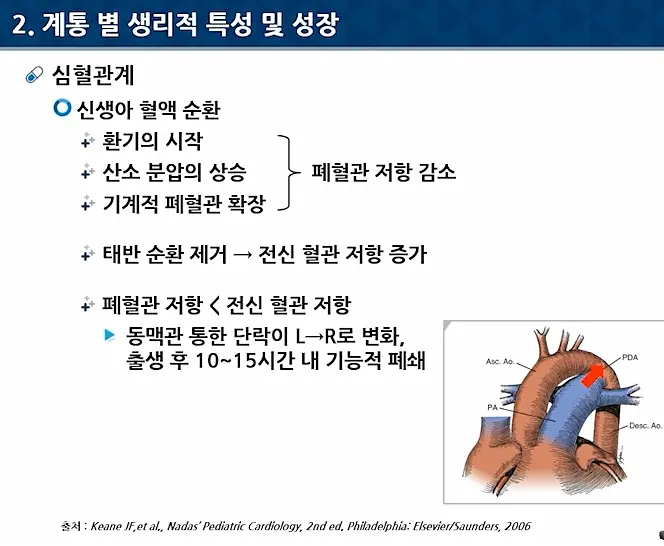 2. 계통 별 생리적 특성 및 성장
심혈관계
신생아 혈액 순환
환기의 시작
산소 분압의 상승
기계적 폐혈관 확장
폐혈관 저항 감소
태반 순환 제거 → 전신 혈관 저항 증가
폐혈관 저항 < 전신 혈관 저항
동맥관 통한 단락이 L→R로 변화,
출생 후 10~15시간 내 기능적 폐쇄
Asc. Ao.
PDA
PA
Desc. Ao.
출처 : Keane JF,et al., Nadas' Pediatric Cardiology, 2nd ed. Philadelphia: Elsevier/Saunders, 2006